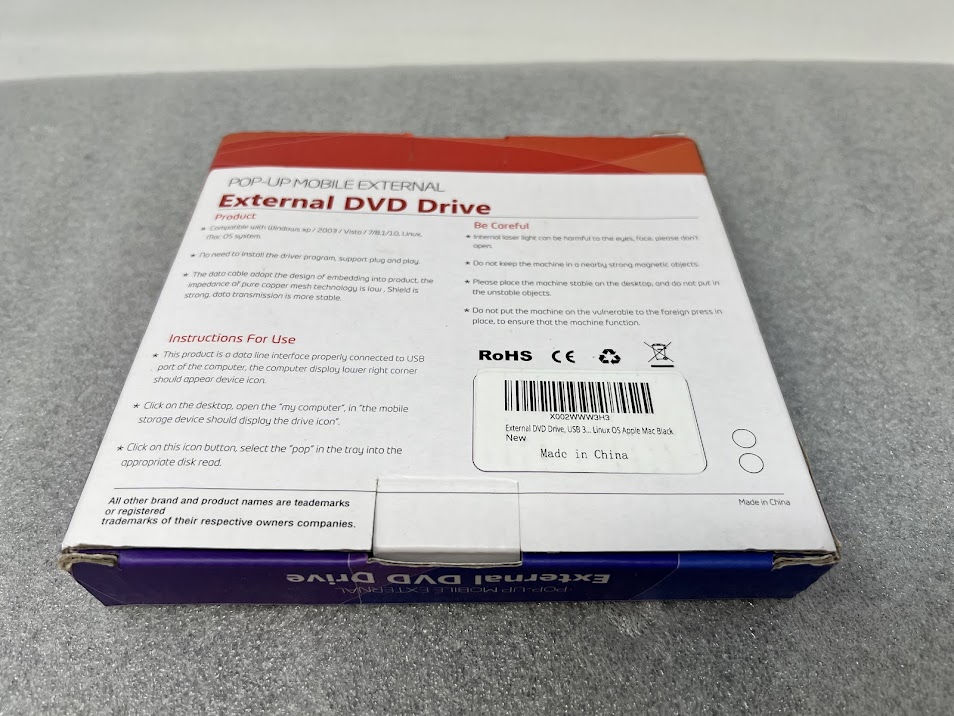 POP-UP MOBILE EXTERNAL
External DVD Drive
Product
* Compatible with Windows xp / 2003 / Vista / 7/8.1/10, Linux,
Mac OS system.
* No need to install the driver program, support plug and play.
* The data cable adopt the design of embedding into product, the
impedance of pure copper mesh technology is low , Shield is
strong, data transmission is more stable.
Instructions For Use
* This product is a data line interface properly connected to USB
part of the computer, the computer display lower right corner
should appear device icon.
* Click on the desktop, open the "my computer", in "the mobile
storage device should display the drive icon".
* Click on this icon button, select the "pop" in the tray into the
appropriate disk read.
Be Careful
* Internal laser light can be harmful to the eyes, face, please don't
open.
* Do not keep the machine in a nearby strong magnetic objects.
* Please place the machine stable on the desktop, and do not put in
the unstable objects.
* Do not put the machine on the vulnerable to the foreign press in
place, to ensure that the machine function.
RoHS CE
X002WWW3H3
External DVD Drive, USB 3... Linux OS Apple Mac Black
New
Made in China
All other brand and product names are teademarks
or registered
trademarks of their respective owners companies.
Made in China
POP-UP MOBILE EXTERNAL
External DVD Drive